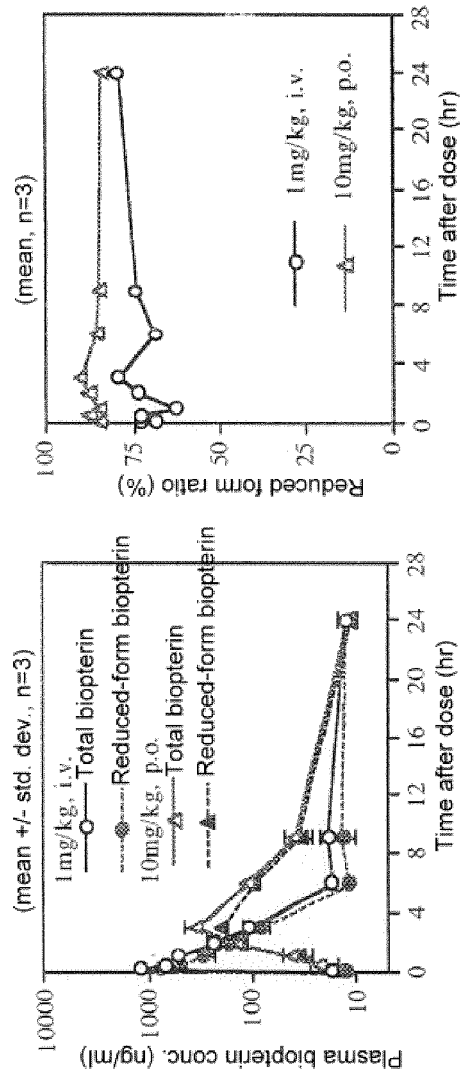 (mean +/- std. dev., n=3)
1mg/kg, i.v.
Total biopterin
Reduced-form biopterin
10mg/kg, p.o.
Total biopterin
Reduced-form biopterin
10000
1000
100
10
Plasma biopterin conc. (ng/ml)
0 4 8 12 16 20 24 28
Time after dose (hr)
(mean, n=3)
100
75
50
25
0
Reduced form ratio (%)
1mg/kg, i.v.
10mg/kg, p.o.
0 4 8 12 16 20 24 28
Time after dose (hr)